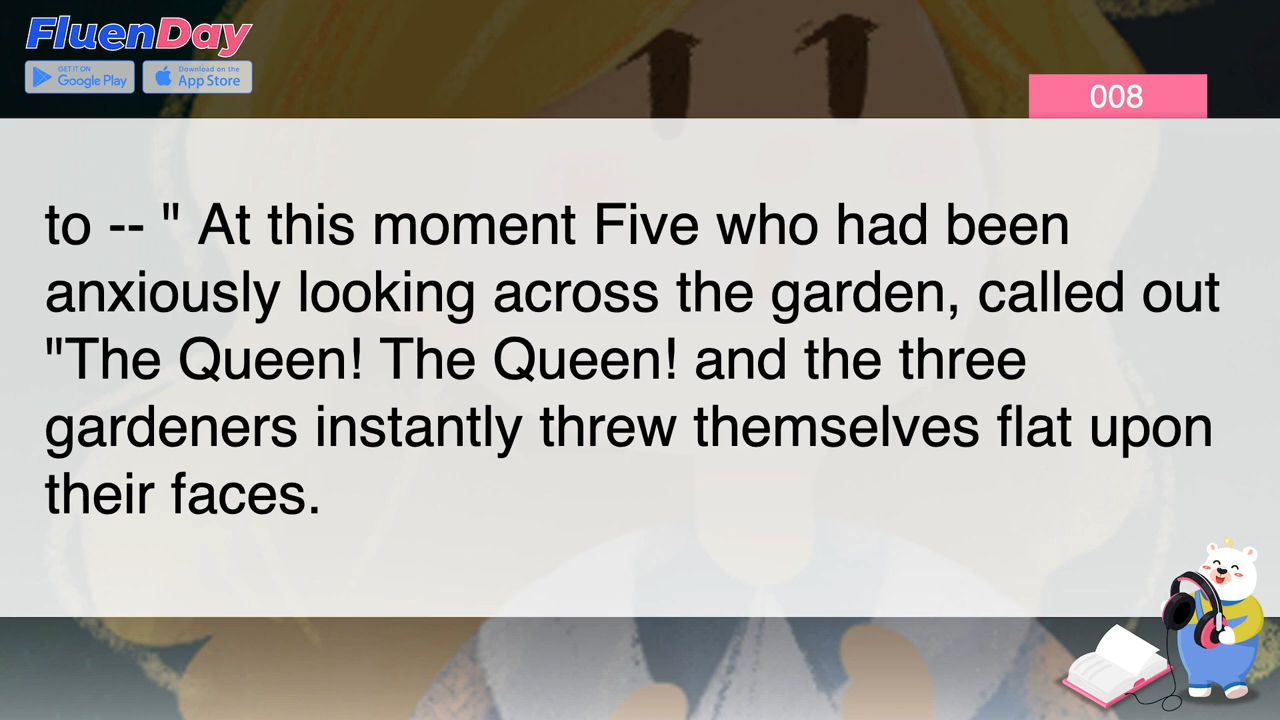 FluenDay
GET IT ON
Google Play
Download on the
App Store
008
to -- " At this moment Five who had been
anxiously looking across the garden, called out
"The Queen! The Queen! and the three
gardeners instantly threw themselves flat upon
their faces.